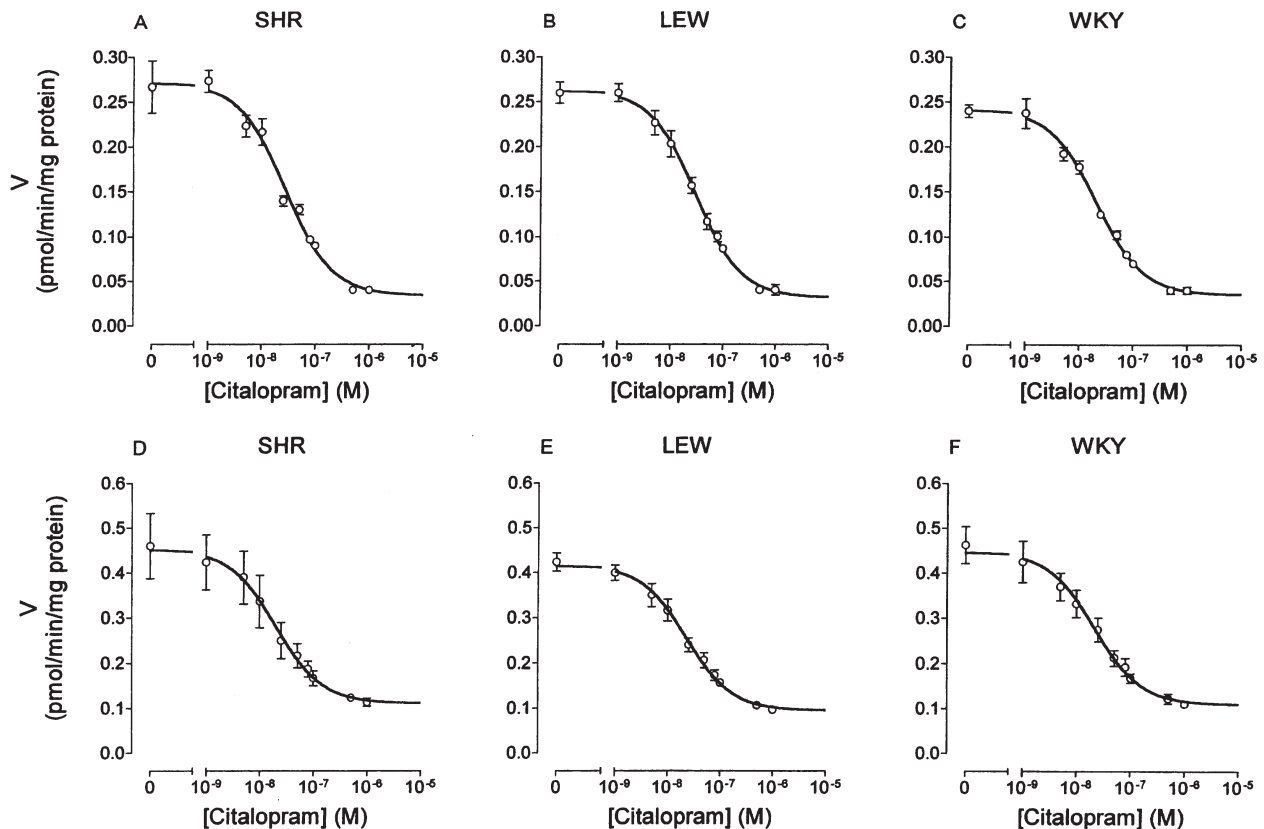 A SHR
B LEW
C WKY
V
(pmol/min/mg protein)
0.30
0.25
0.20
0.15
0.10
0.05
0.00
0 10⁻⁹ 10⁻⁸ 10⁻⁷ 10⁻⁶ 10⁻⁵
[Citalopram] (M)
0.30
0.25
0.20
0.15
0.10
0.05
0.00
0 10⁻⁹ 10⁻⁸ 10⁻⁷ 10⁻⁶ 10⁻⁵
[Citalopram] (M)
0.30
0.25
0.20
0.15
0.10
0.05
0.00
0 10⁻⁹ 10⁻⁸ 10⁻⁷ 10⁻⁶ 10⁻⁵
[Citalopram] (M)
D SHR
E LEW
F WKY
V
(pmol/min/mg protein)
0.6
0.5
0.4
0.3
0.2
0.1
0.0
0 10⁻⁹ 10⁻⁸ 10⁻⁷ 10⁻⁶ 10⁻⁵
[Citalopram] (M)
0.6
0.5
0.4
0.3
0.2
0.1
0.0
0 10⁻⁹ 10⁻⁸ 10⁻⁷ 10⁻⁶ 10⁻⁵
[Citalopram] (M)
0.6
0.5
0.4
0.3
0.2
0.1
0.0
0 10⁻⁹ 10⁻⁸ 10⁻⁷ 10⁻⁶ 10⁻⁵
[Citalopram] (M)